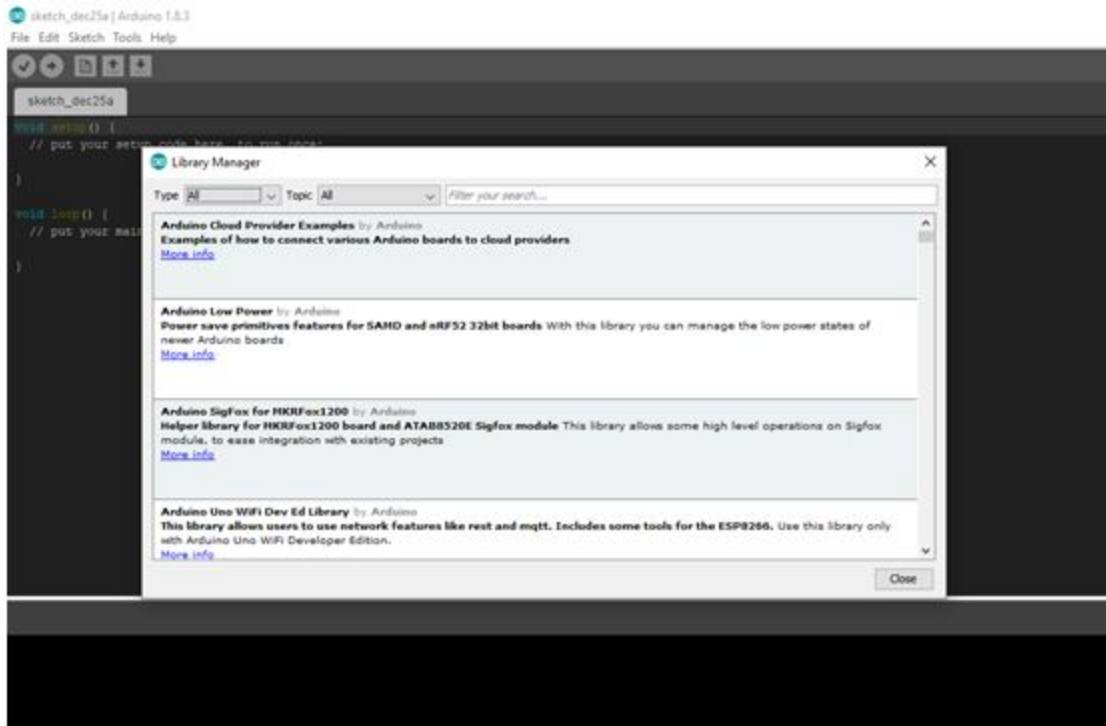 sketch_dec25a | Arduino 1.8.3
File Edit Sketch Tools Help
sketch_dec25a
void setup() {
// put your setup code here, to run once:
}
void loop() {
// put your main
}
Library Manager
Type All Topic All Filter your search...
Arduino Cloud Provider Examples by Arduino
Examples of how to connect various Arduino boards to cloud providers
More info
Arduino Low Power by Arduino
Power save primitives features for SAMD and nRF52 32bit boards With this library you can manage the low power states of
newer Arduino boards
More info
Arduino SigFox for MKRFox1200 by Arduino
Helper library for MKRFox1200 board and ATAB8520E Sigfox module This library allows some high level operations on Sigfox
module, to ease integration with existing projects
More info
Arduino Uno WiFi Dev Ed Library by Arduino
This library allows users to use network features like rest and mqtt. Includes some tools for the ESP8266. Use this library only
with Arduino Uno WiFi Developer Edition.
More info
Close